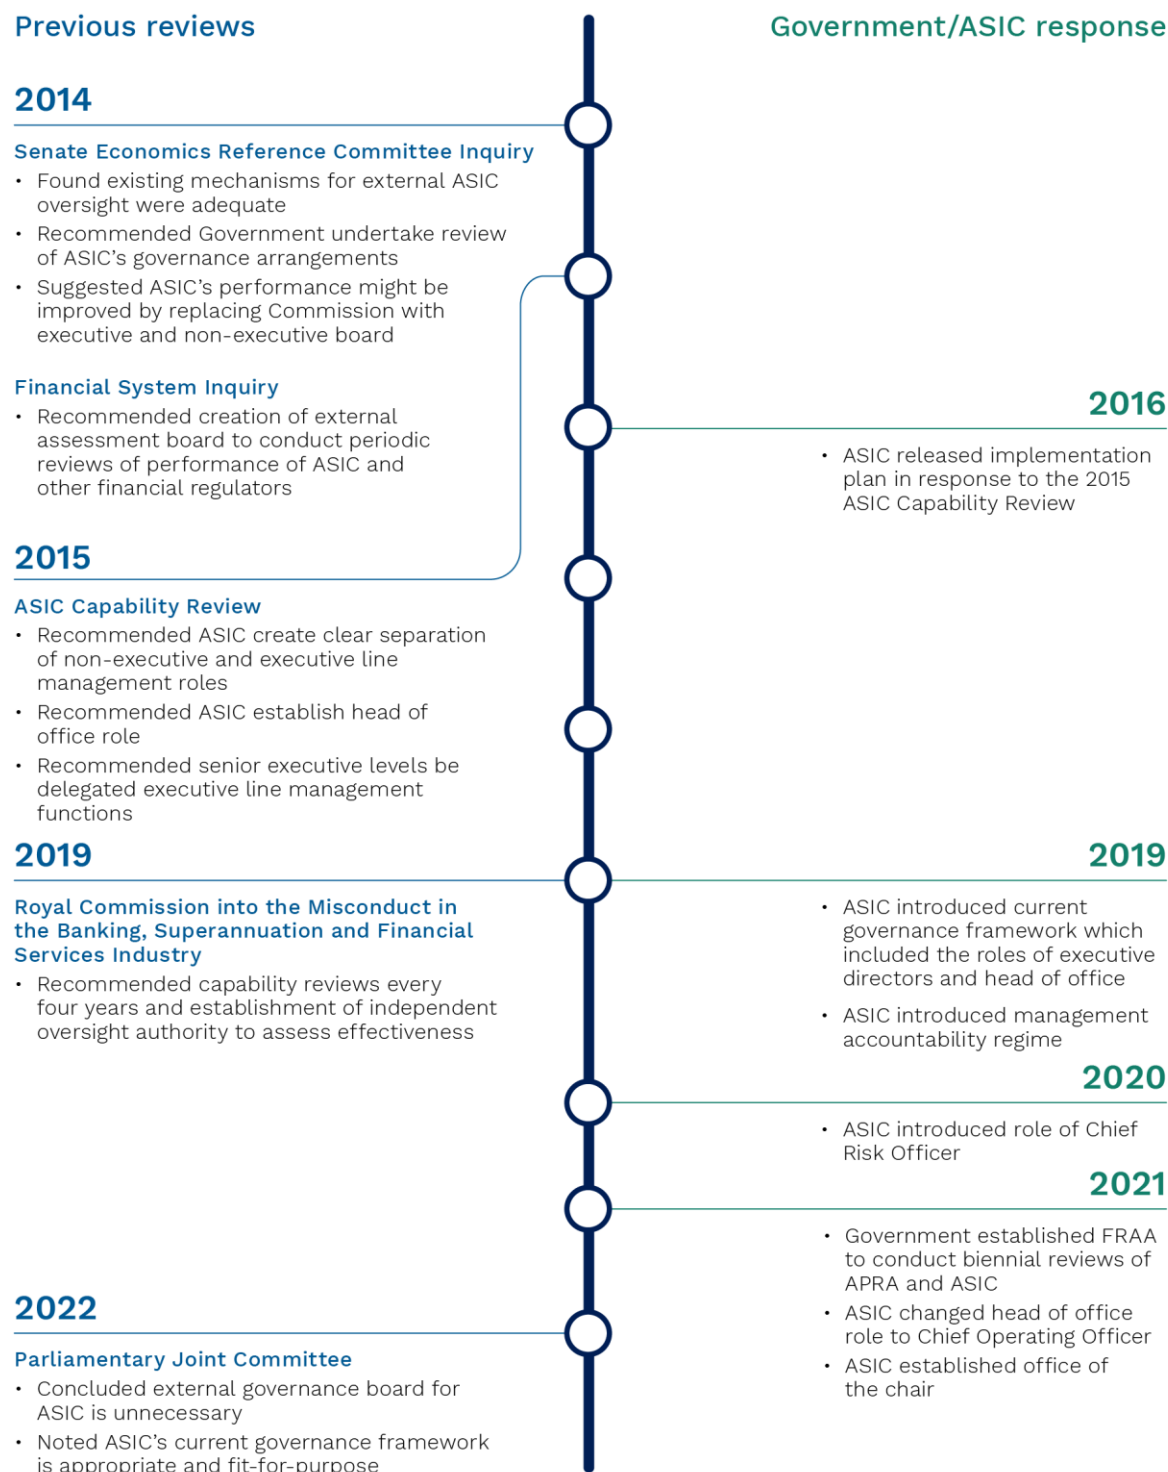 Previous reviews
Government/ASIC response
2014
Senate Economics Reference Committee Inquiry
• Found existing mechanisms for external ASIC
oversight were adequate
• Recommended Government undertake review
of ASIC's governance arrangements
• Suggested ASIC's performance might be
improved by replacing Commission with
executive and non-executive board
Financial System Inquiry
• Recommended creation of external
assessment board to conduct periodic
reviews of performance of ASIC and
other financial regulators
2016
• ASIC released implementation
plan in response to the 2015
ASIC Capability Review
2015
ASIC Capability Review
• Recommended ASIC create clear separation
of non-executive and executive line
management roles
• Recommended ASIC establish head of
office role
• Recommended senior executive levels be
delegated executive line management
functions
2019
Royal Commission into the Misconduct in
the Banking, Superannuation and Financial
Services Industry
• Recommended capability reviews every
four years and establishment of independent
oversight authority to assess effectiveness
2019
• ASIC introduced current
governance framework which
included the roles of executive
directors and head of office
• ASIC introduced management
accountability regime
2020
• ASIC introduced role of Chief
Risk Officer
2021
• Government established FRAA
to conduct biennial reviews of
APRA and ASIC
• ASIC changed head of office
role to Chief Operating Officer
• ASIC established office of
the chair
2022
Parliamentary Joint Committee
• Concluded external governance board for
ASIC is unnecessary
• Noted ASIC's current governance framework
is appropriate and fit-for-purpose